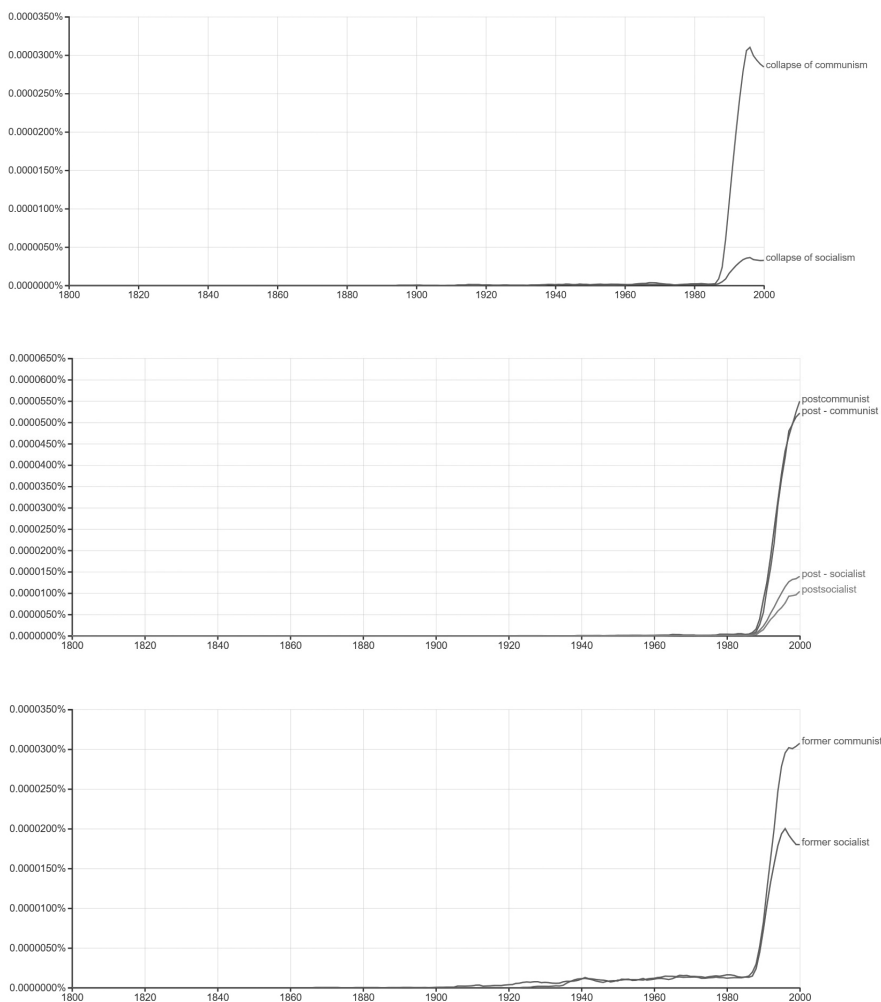 0.0000350%
0.0000300%
collapse of communism
0.0000250%
0.0000200%
0.0000150%
0.0000100%
0.0000050%
collapse of socialism
0.0000000%
1800 1820 1840 1860 1880 1900 1920 1940 1960 1980 2000
0.0000650%
0.0000600%
0.0000550%
postcommunist
post - communist
0.0000500%
0.0000450%
0.0000400%
0.0000350%
0.0000300%
0.0000250%
0.0000200%
0.0000150%
post - socialist
0.0000100%
postsocialist
0.0000050%
0.0000000%
1800 1820 1840 1860 1880 1900 1920 1940 1960 1980 2000
0.0000350%
0.0000300%
former communist
0.0000250%
0.0000200%
former socialist
0.0000150%
0.0000100%
0.0000050%
0.0000000%
1800 1820 1840 1860 1880 1900 1920 1940 1960 1980 2000